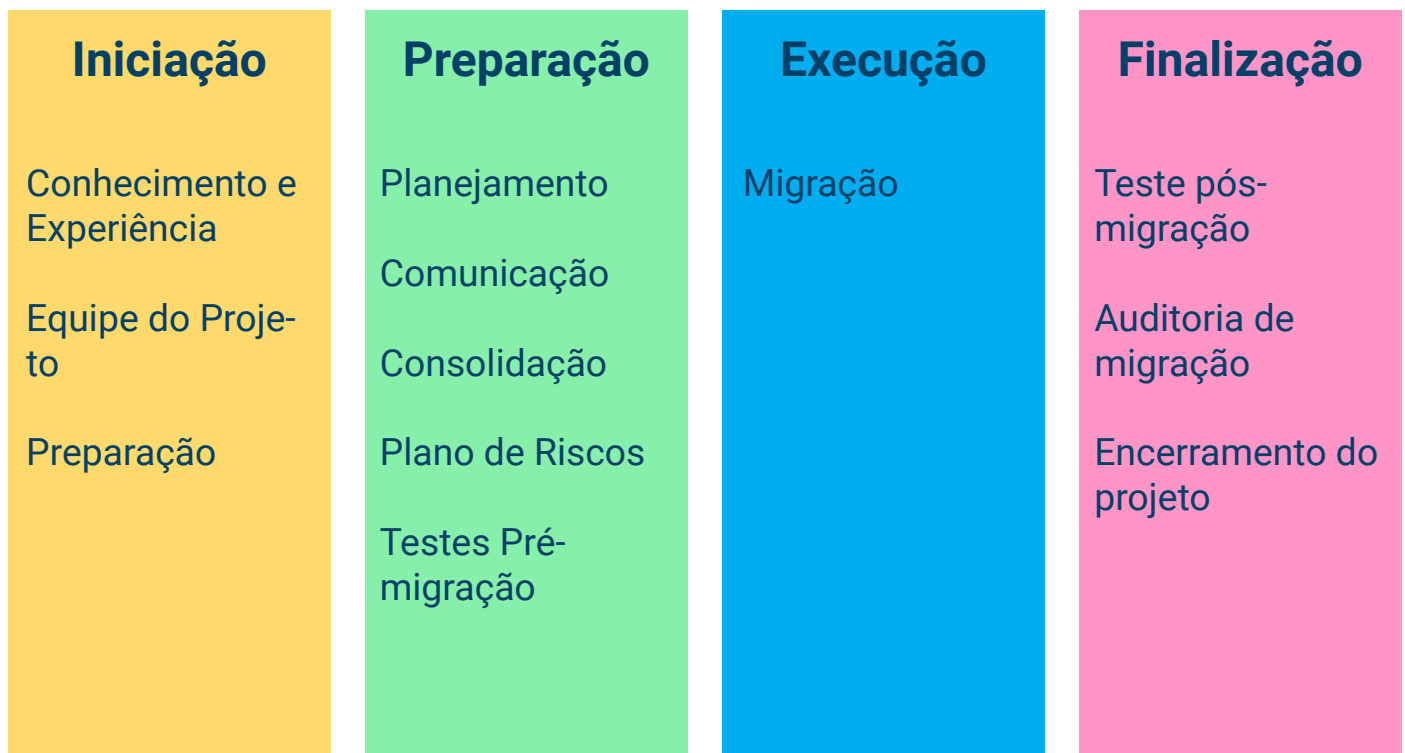 Iniciação
Conhecimento e
Experiência
Equipe do Proje-
to
Preparação
Preparação
Planejamento
Comunicação
Consolidação
Plano de Riscos
Testes Pré-
migração
Execução
Migração
Finalização
Teste pós-
migração
Auditoria de
migração
Encerramento do
projeto